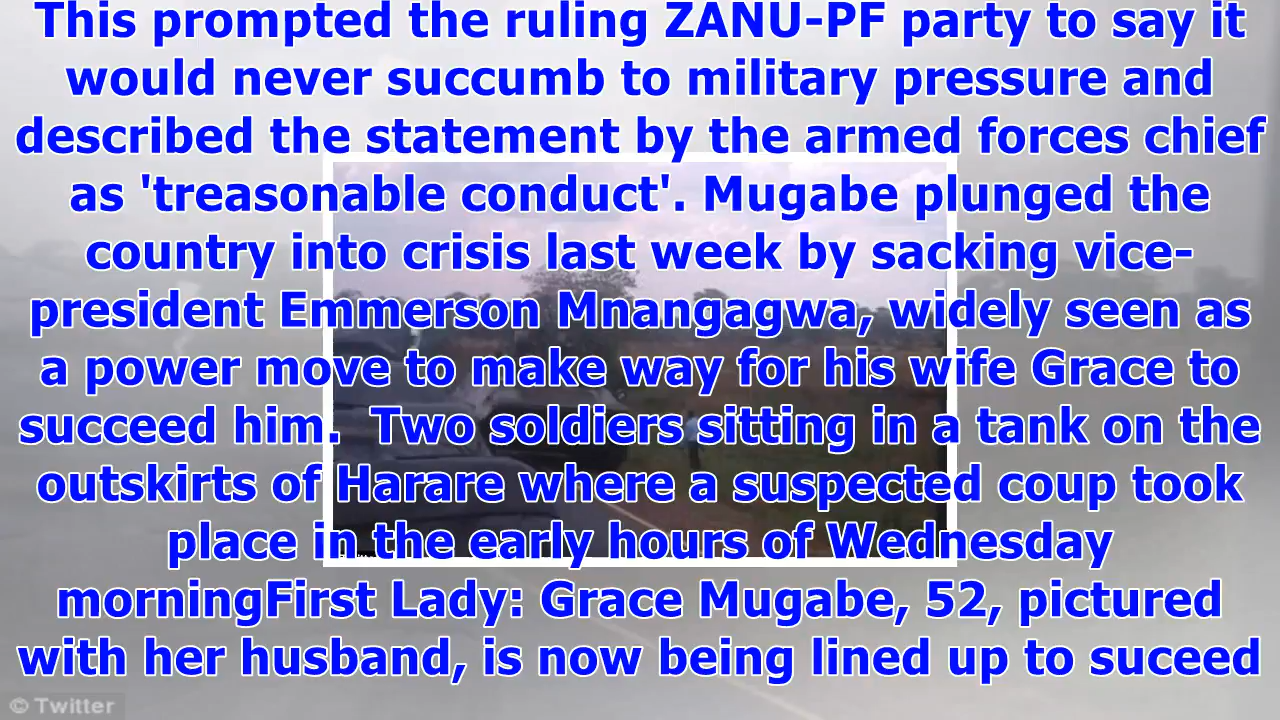 This prompted the ruling ZANU-PF party to say it
would never succumb to military pressure and
described the statement by the armed forces chief
as 'treasonable conduct'. Mugabe plunged the
country into crisis last week by sacking vice-
president Emmerson Mnangagwa, widely seen as
a power move to make way for his wife Grace to
succeed him.  Two soldiers sitting in a tank on the
outskirts of Harare where a suspected coup took
place in the early hours of Wednesday
morningFirst Lady: Grace Mugabe, 52, pictured
with her husband, is now being lined up to suceed
© Twitter